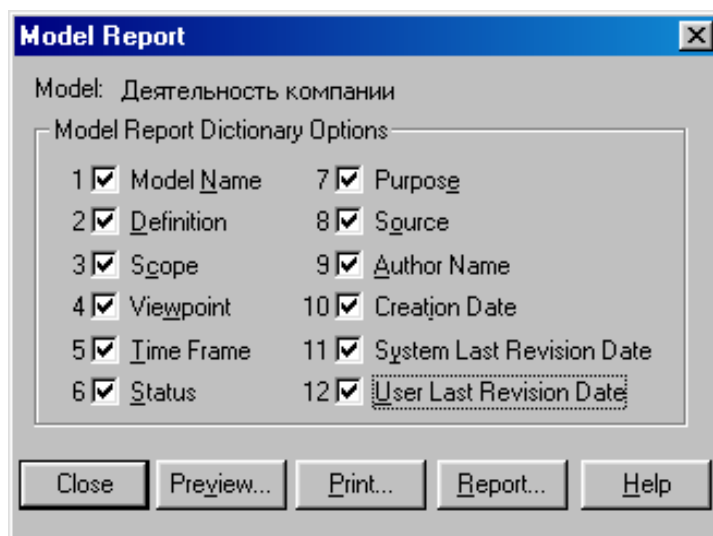 Model Report
Model: Деятельность компании
Model Report Dictionary Options
1 Model Name 7 Purpose
2 Definition 8 Source
3 Scope 9 Author Name
4 Viewpoint 10 Creation Date
5 Time Frame 11 System Last Revision Date
6 Status 12 User Last Revision Date
Close Preview... Print... Report... Help